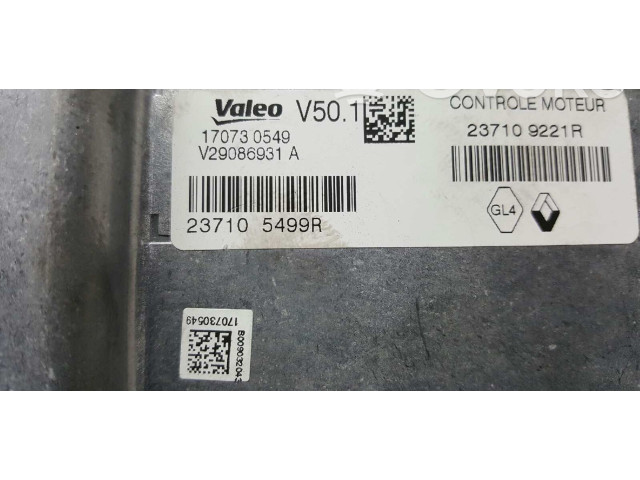 Valeo V50.1
CONTROLE MOTEUR
17073 0549
23710 9221R
V29086931 A
23710 5499R
GL4
170730549